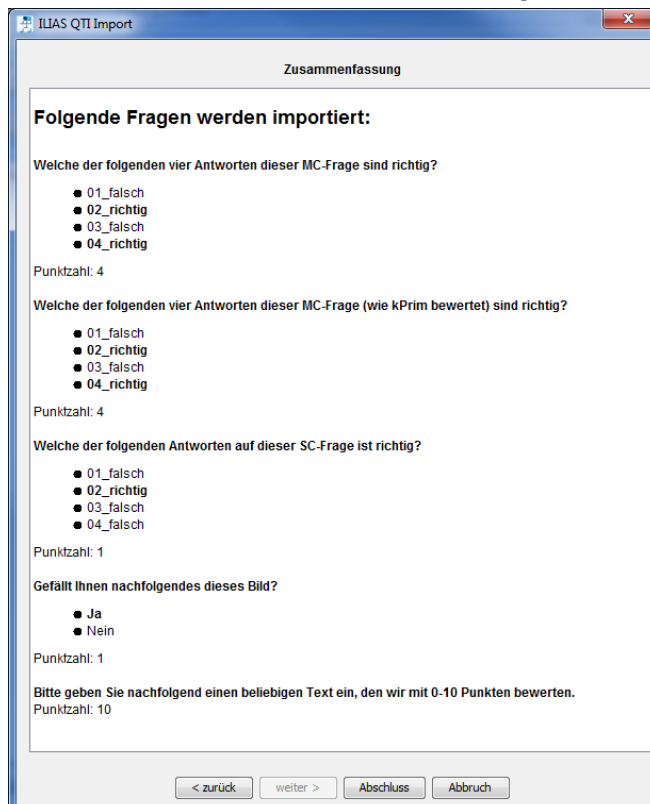 ILIAS QTI Import
Zusammenfassung
Folgende Fragen werden importiert:
Welche der folgenden vier Antworten dieser MC-Frage sind richtig?
01_falsch
02_richtig
03_falsch
04_richtig
Punktzahl: 4
Welche der folgenden vier Antworten dieser MC-Frage (wie kPrim bewertet) sind richtig?
01_falsch
02_richtig
03_falsch
04_richtig
Punktzahl: 4
Welche der folgenden Antworten auf dieser SC-Frage ist richtig?
01_falsch
02_richtig
03_falsch
04_falsch
Punktzahl: 1
Gefällt Ihnen nachfolgendes dieses Bild?
Ja
Nein
Punktzahl: 1
Bitte geben Sie nachfolgend einen beliebigen Text ein, den wir mit 0-10 Punkten bewerten.
Punktzahl: 10
< zurück weiter > Abschluss Abbruch